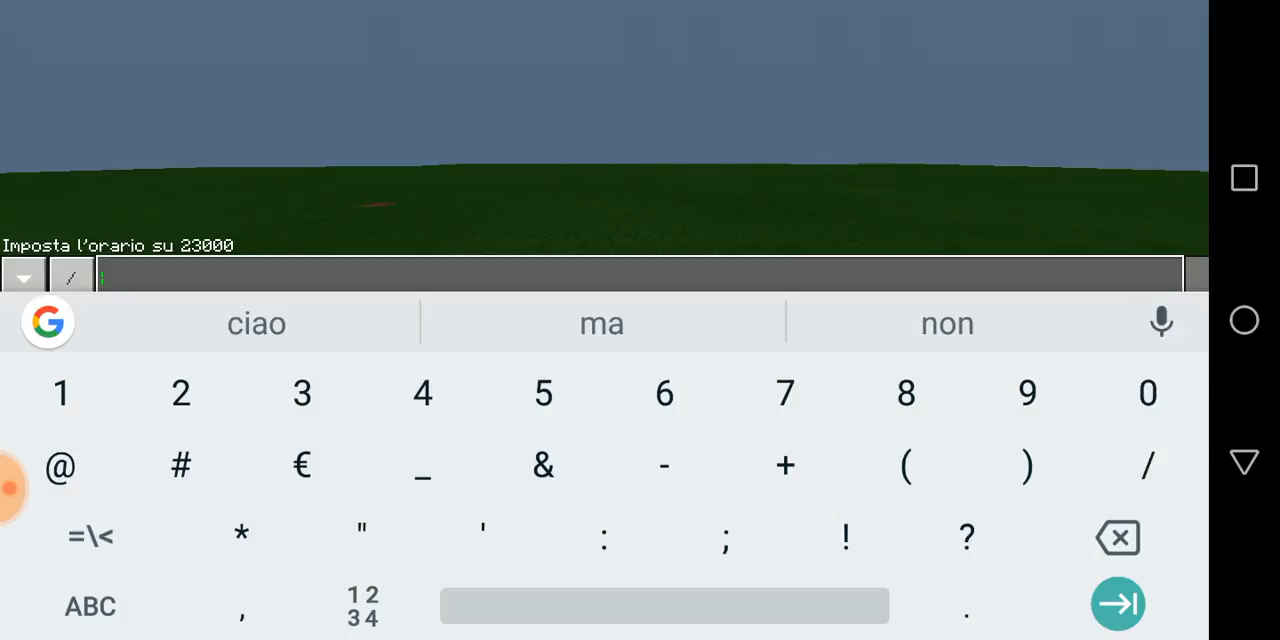 Imposta l'orario su 23000
/
ciao ma non
1 2 3 4 5 6 7 8 9 0
@ # € _ & - + ( ) /
=\< * " ' : ; ! ?
ABC , 1 2 3 4 .